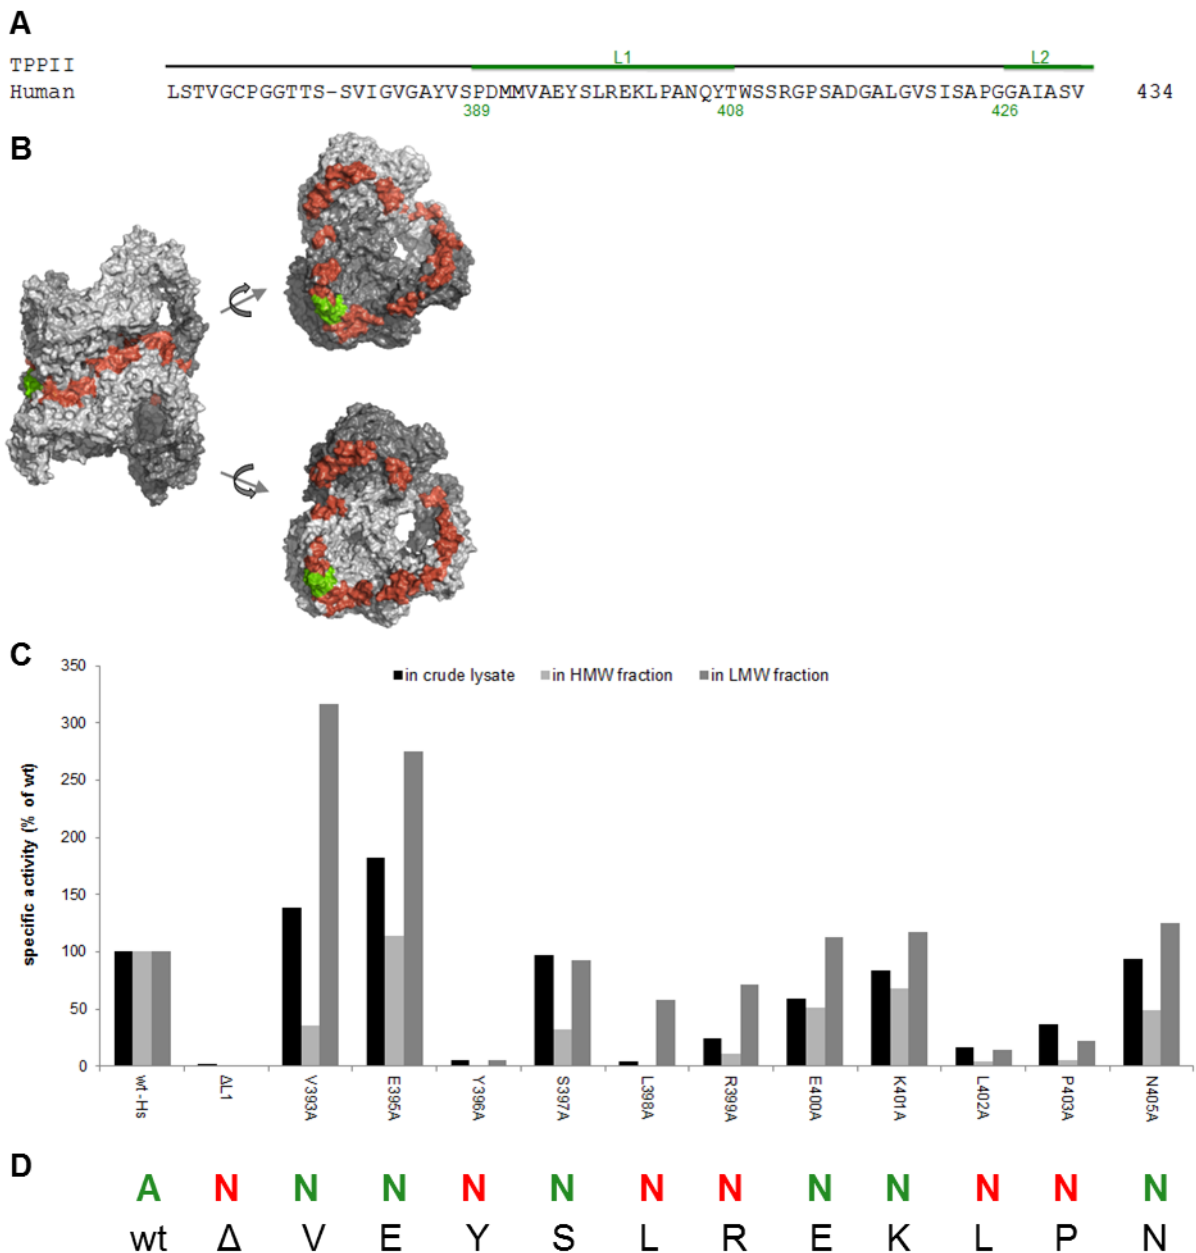 A
L1 L2
TPPII
Human LSTVGCPGGTTS-SVIGVGAYVSPDMMVAEYSLREKLPANQYTWSSRGPSADGALGVSISAPGGAIASV 434
389 408 426
B
C
350
in crude lysate in HMW fraction in LMW fraction
300
250
200
150
100
50
0
specific activity (% of wt)
wt-Hs ΔL1 V393A E395A Y396A S397A L398A R399A E400A K401A L402A P403A N405A
D
A N N N N N N N N N N N N
wt Δ V E Y S L R E K L P N